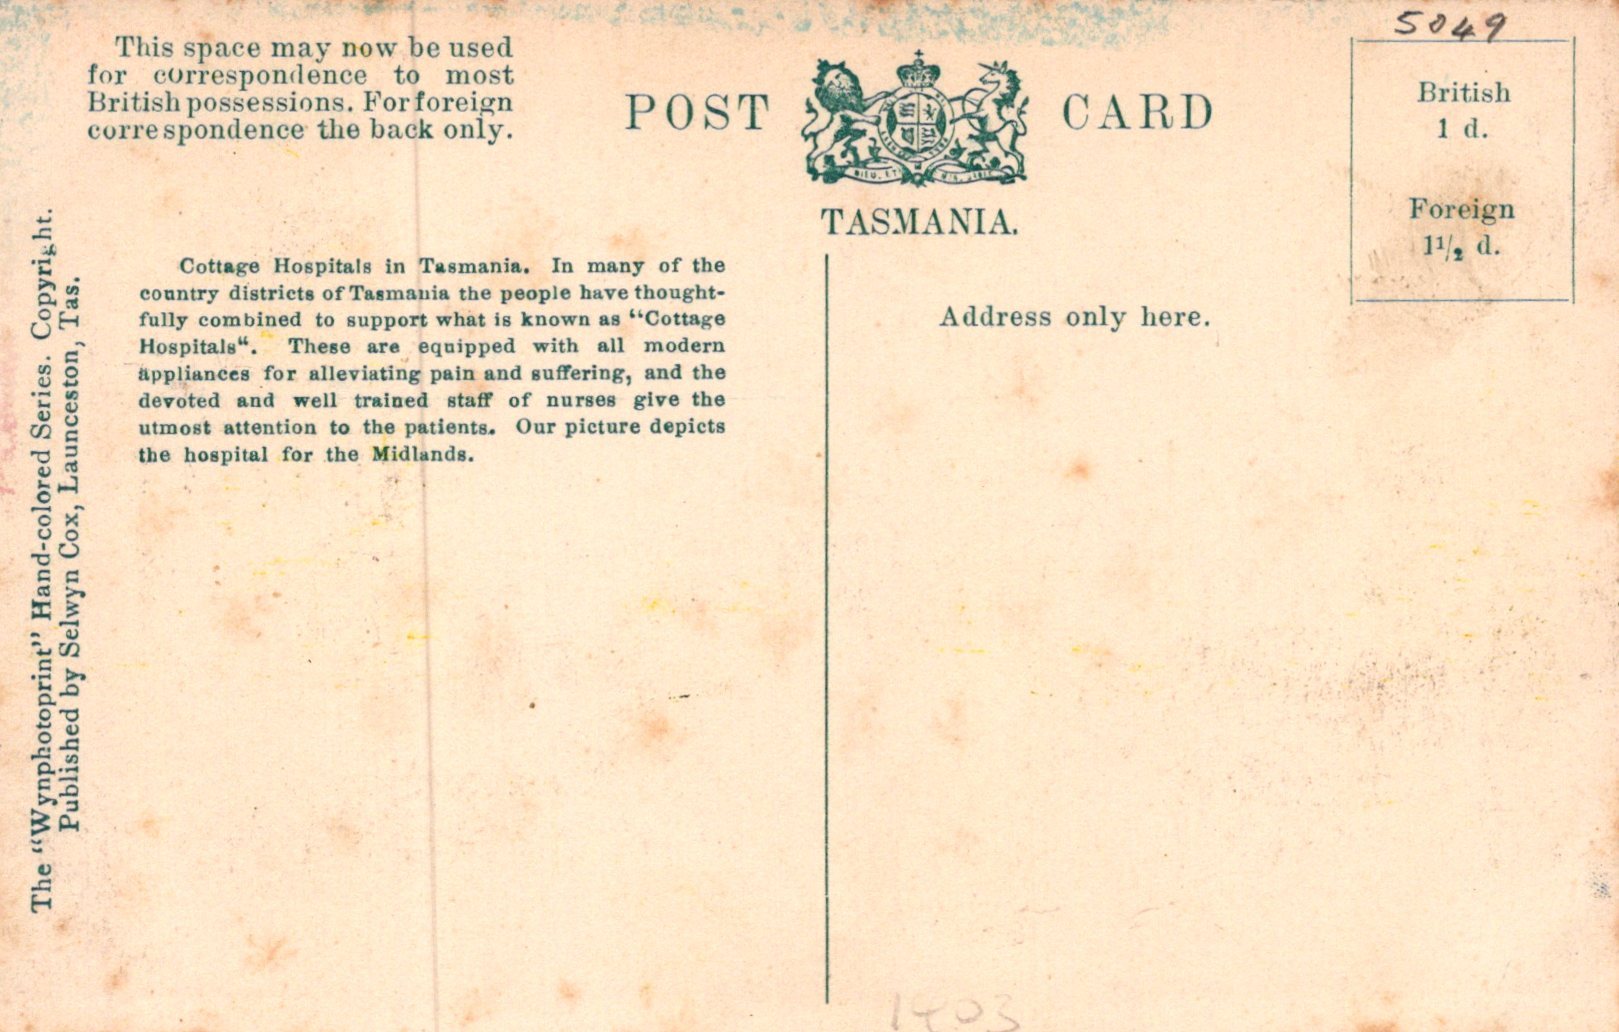 5049
This space may now be used
for correspondence to most
British possessions. For foreign
correspondence the back only.
POST CARD
TASMANIA.
British
1 d.
Foreign
1 1/2 d.
Address only here.
Cottage Hospitals in Tasmania. In many of the
country districts of Tasmania the people have thought-
fully combined to support what is known as “Cottage
Hospitals“. These are equipped with all modern
appliances for alleviating pain and suffering, and the
devoted and well trained staff of nurses give the
utmost attention to the patients. Our picture depicts
the hospital for the Midlands.
The “Wynphotoprint” Hand-colored Series. Copyright.
Published by Selwyn Cox, Launceston, Tas.
1403